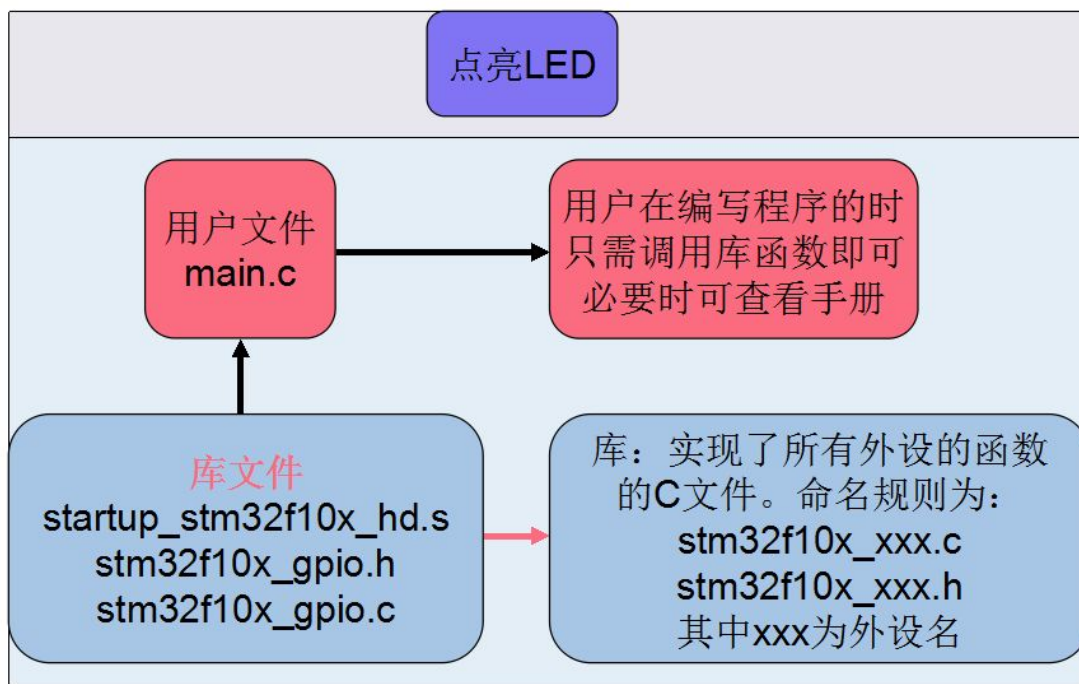 点亮LED
用户文件
main.c
用户在编写程序的时
只需调用库函数即可
必要时可查看手册
库文件
startup_stm32f10x_hd.s
stm32f10x_gpio.h
stm32f10x_gpio.c
库：实现了所有外设的函数
的C文件。命名规则为：
stm32f10x_xxx.c
stm32f10x_xxx.h
其中xxx为外设名